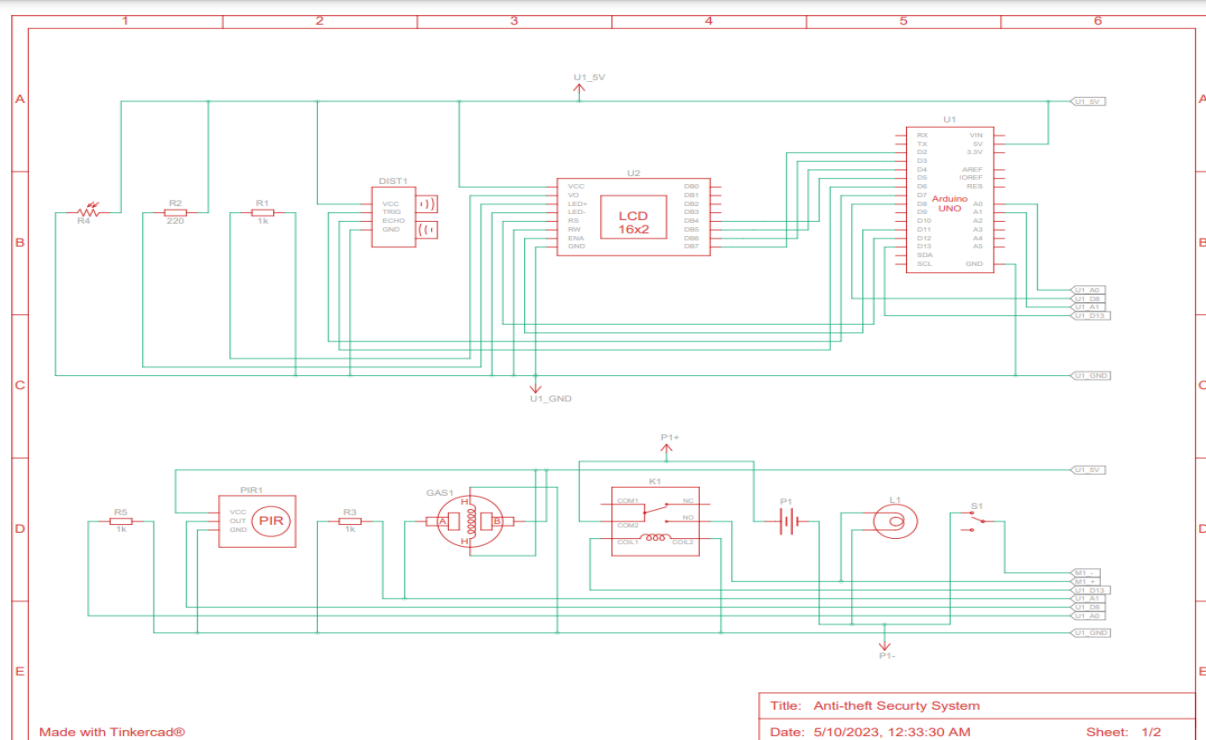 1 2 3 4 5 6
A A
B B
C C
D D
E E
U1_5V
U1_5V
R4
R2
220
R1
1k
DIST1
VCC
TRIG
ECHO
GND
U2
VCC
VO
LED+
LED-
RS
RW
ENA
GND
LCD
16x2
DB0
DB1
DB2
DB3
DB4
DB5
DB6
DB7
U1
RX
TX
D2
D3
D4
D5
D6
D7
D8
D9
D10
D11
D12
D13
SDA
SCL
Arduino
UNO
VIN
5V
3.3V
AREF
IOREF
RES
A0
A1
A2
A3
A4
A5
GND
U1_A0
U1_D8
U1_A1
U1_D13
U1_GND
U1_GND
P1+
U1_5V
R5
1k
PIR1
VCC
OUT
GND
PIR
R3
1k
GAS1
H
A
B
H
K1
COM1
COM2
COIL1
NC
NO
COIL2
P1
L1
S1
M1_-
M1_+
U1_D13
U1_A1
U1_D8
U1_A0
U1_GND
P1-
Title: Anti-theft Securty System
Made with Tinkercad®
Date: 5/10/2023, 12:33:30 AM
Sheet: 1/2